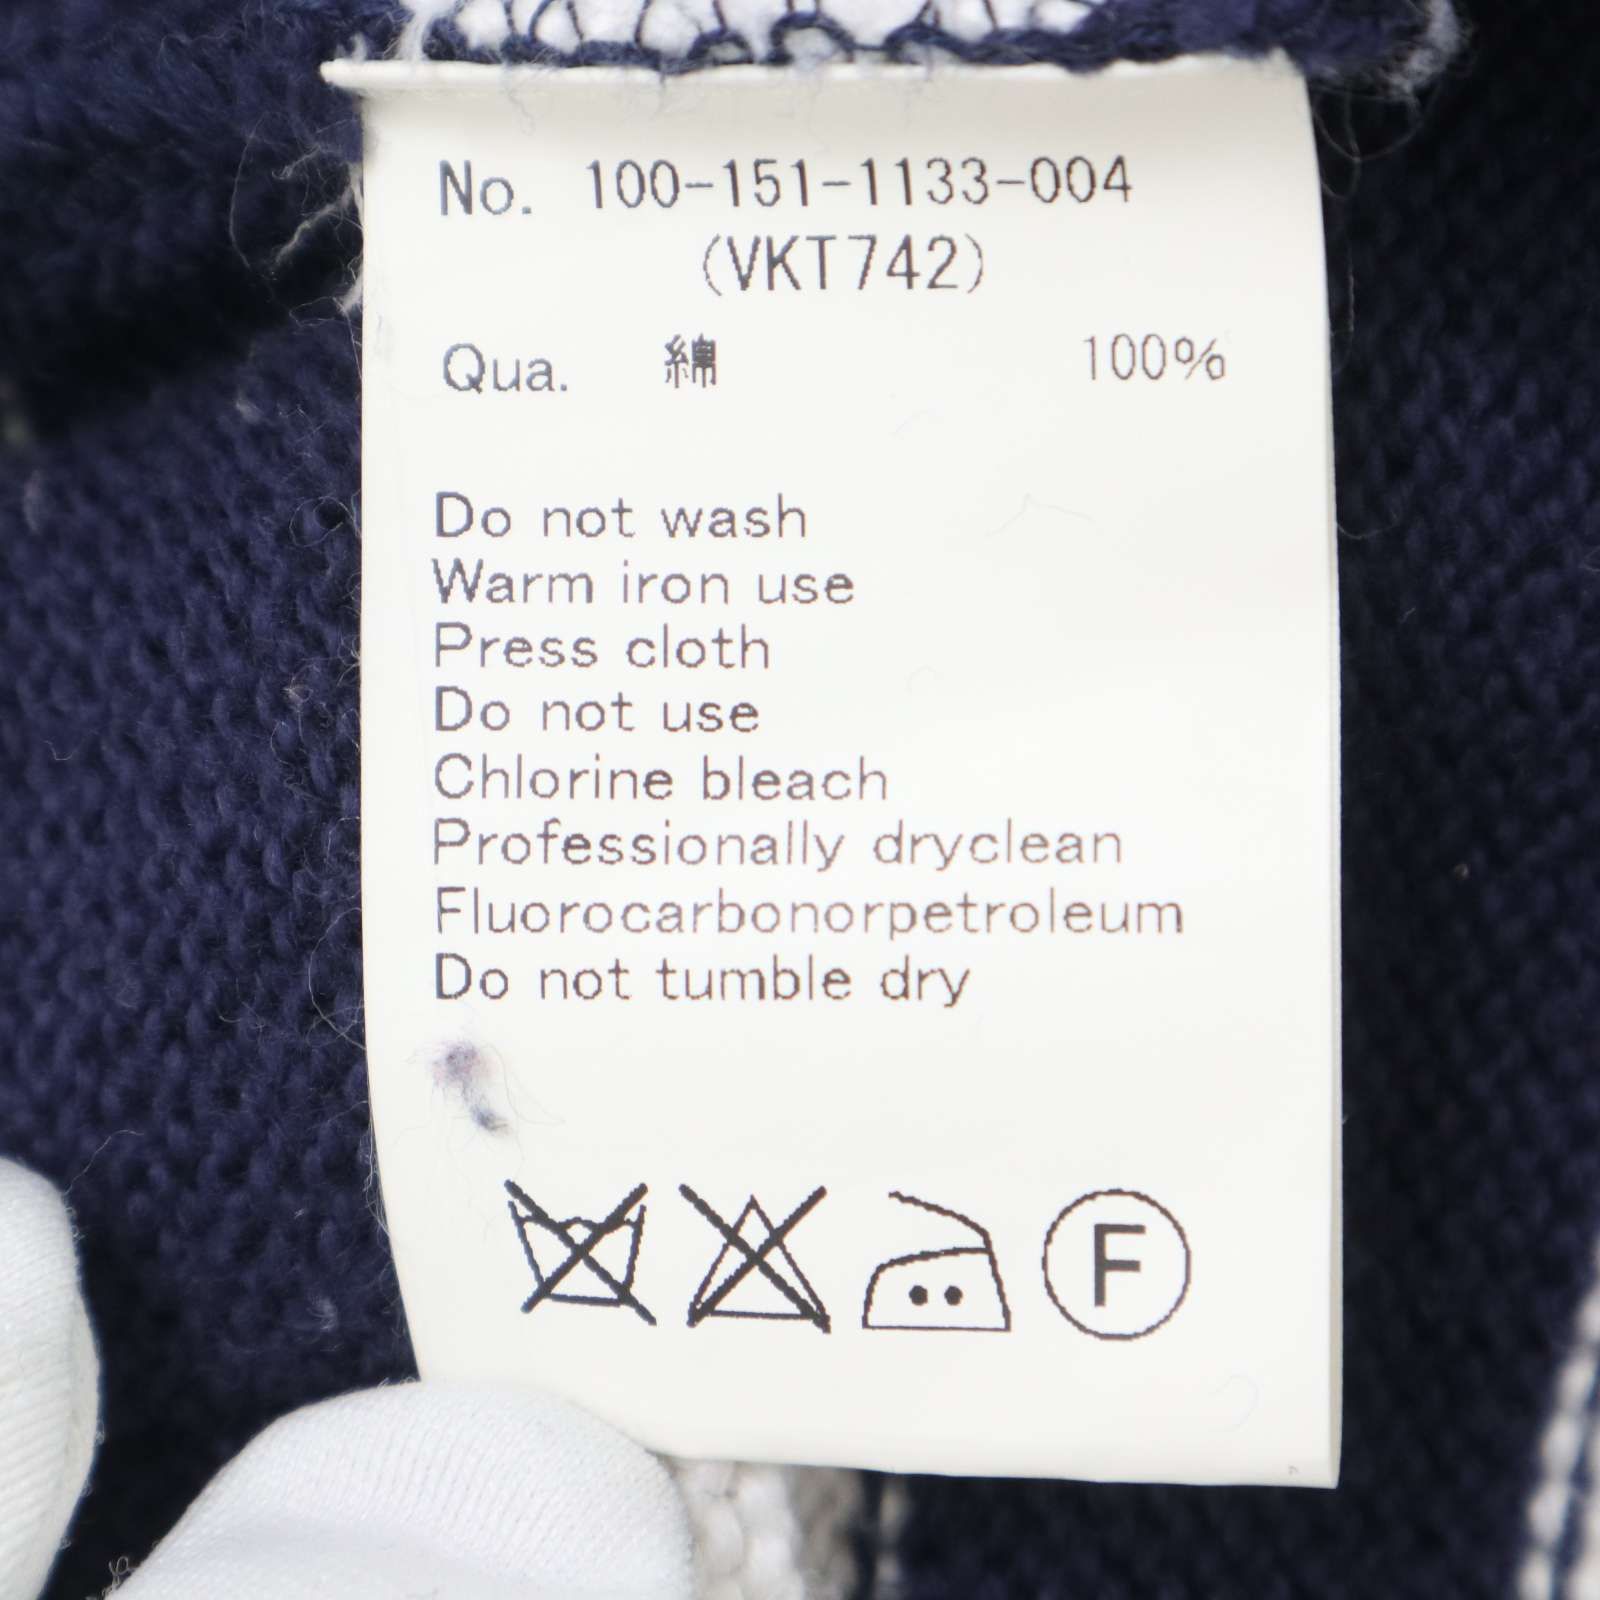 No. 100-151-1133-004
(VKT742)
Qua. 綿 100%
Do not wash
Warm iron use
Press cloth
Do not use
Chlorine bleach
Professionally dryclean
Fluorocarbonorpetroleum
Do not tumble dry
F